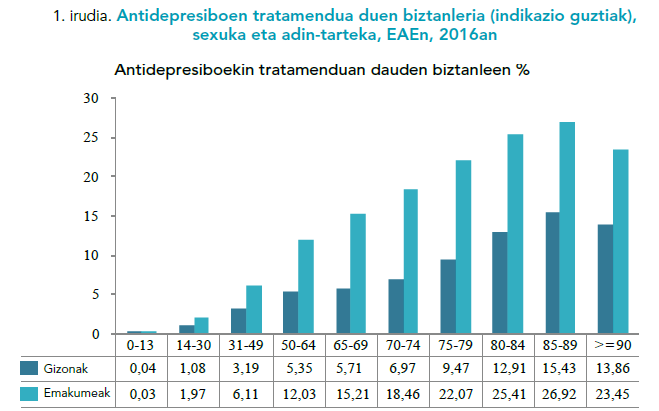 1. irudia. Antidepresiboen tratamendua duen biztanleria (indikazio guztiak),
sexuka eta adin-tarteka, EAEn, 2016an
Antidepresiboekin tratamenduan dauden biztanleen %
30
25
20
15
10
5
0
0-13 14-30 31-49 50-64 65-69 70-74 75-79 80-84 85-89 >=90
Gizonak 0,04 1,08 3,19 5,35 5,71 6,97 9,47 12,91 15,43 13,86
Emakumeak 0,03 1,97 6,11 12,03 15,21 18,46 22,07 25,41 26,92 23,45